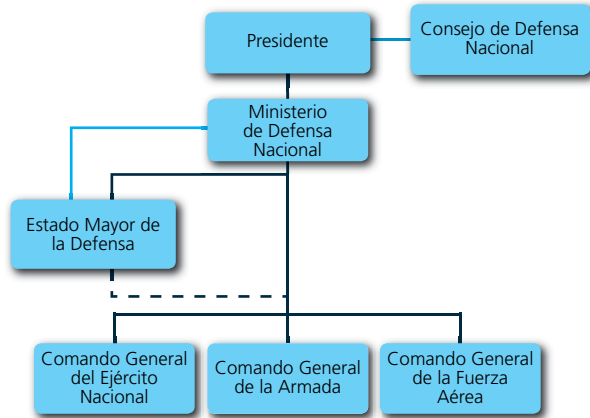 Presidente
Consejo de Defensa
Nacional
Ministerio
de Defensa
Nacional
Estado Mayor de
la Defensa
Comando General
del Ejército
Nacional
Comando General
de la Armada
Comando General
de la Fuerza
Aérea